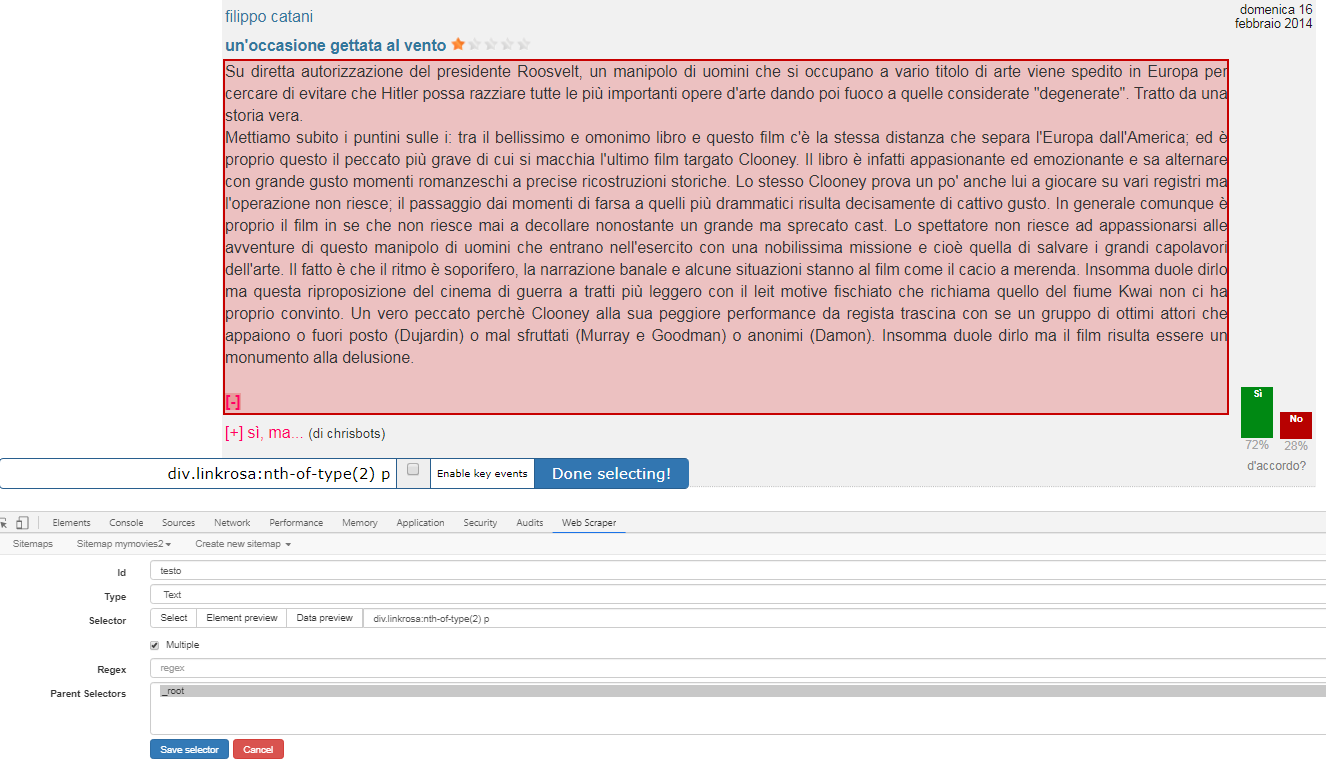 filippo catani
domenica 16
febbraio 2014
un'occasione gettata al vento
Su diretta autorizzazione del presidente Roosvelt, un manipolo di uomini che si occupano a vario titolo di arte viene spedito in Europa per
cercare di evitare che Hitler possa razziare tutte le più importanti opere d'arte dando poi fuoco a quelle considerate "degenerate". Tratto da una
storia vera.
Mettiamo subito i puntini sulle i: tra il bellissimo e omonimo libro e questo film c'è la stessa distanza che separa l'Europa dall'America; ed è
proprio questo il peccato più grave di cui si macchia l'ultimo film targato Clooney. Il libro è infatti appasionante ed emozionante e sa alternare
con grande gusto momenti romanzeschi a precise ricostruzioni storiche. Lo stesso Clooney prova un po' anche lui a giocare su vari registri ma
l'operazione non riesce; il passaggio dai momenti di farsa a quelli più drammatici risulta decisamente di cattivo gusto. In generale comunque è
proprio il film in se che non riesce mai a decollare nonostante un grande ma sprecato cast. Lo spettatore non riesce ad appassionarsi alle
avventure di questo manipolo di uomini che entrano nell'esercito con una nobilissima missione e cioè quella di salvare i grandi capolavori
dell'arte. Il fatto è che il ritmo è soporifero, la narrazione banale e alcune situazioni stanno al film come il cacio a merenda. Insomma duole dirlo
ma questa riproposizione del cinema di guerra a tratti più leggero con il leit motive fischiato che richiama quello del fiume Kwai non ci ha
proprio convinto. Un vero peccato perchè Clooney alla sua peggiore performance da regista trascina con se un gruppo di ottimi attori che
appaiono o fuori posto (Dujardin) o mal sfruttati (Murray e Goodman) o anonimi (Damon). Insomma duole dirlo ma il film risulta essere un
monumento alla delusione.
[-]
Sì
No
[+] sì, ma... (di chrisbots)
72%
28%
d'accordo?
div.linkrosa:nth-of-type(2) p
Enable key events
Done selecting!
Elements Console Sources Network Performance Memory Application Security Audits Web Scraper
Sitemaps Sitemap mymovies2 Create new sitemap
Id testo
Type Text
Selector Select Element preview Data preview div.linkrosa:nth-of-type(2) p
Multiple
Regex regex
Parent Selectors _root
Save selector Cancel